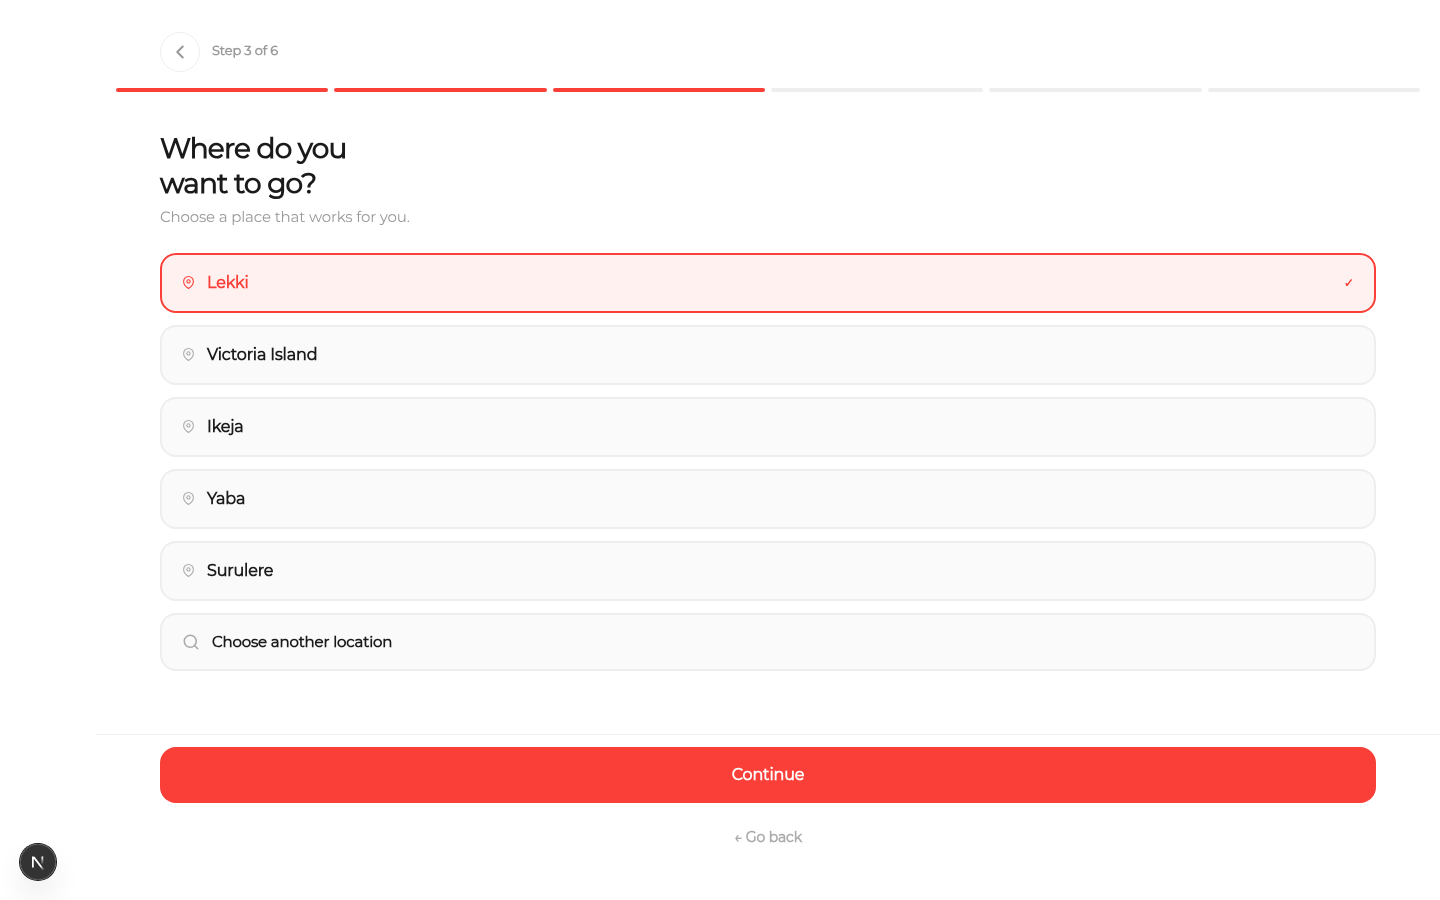 Step 3 of 6
Where do you
want to go?
Choose a place that works for you.
Lekki ✓
Victoria Island
Ikeja
Yaba
Surulere
Choose another location
Continue
← Go back
N